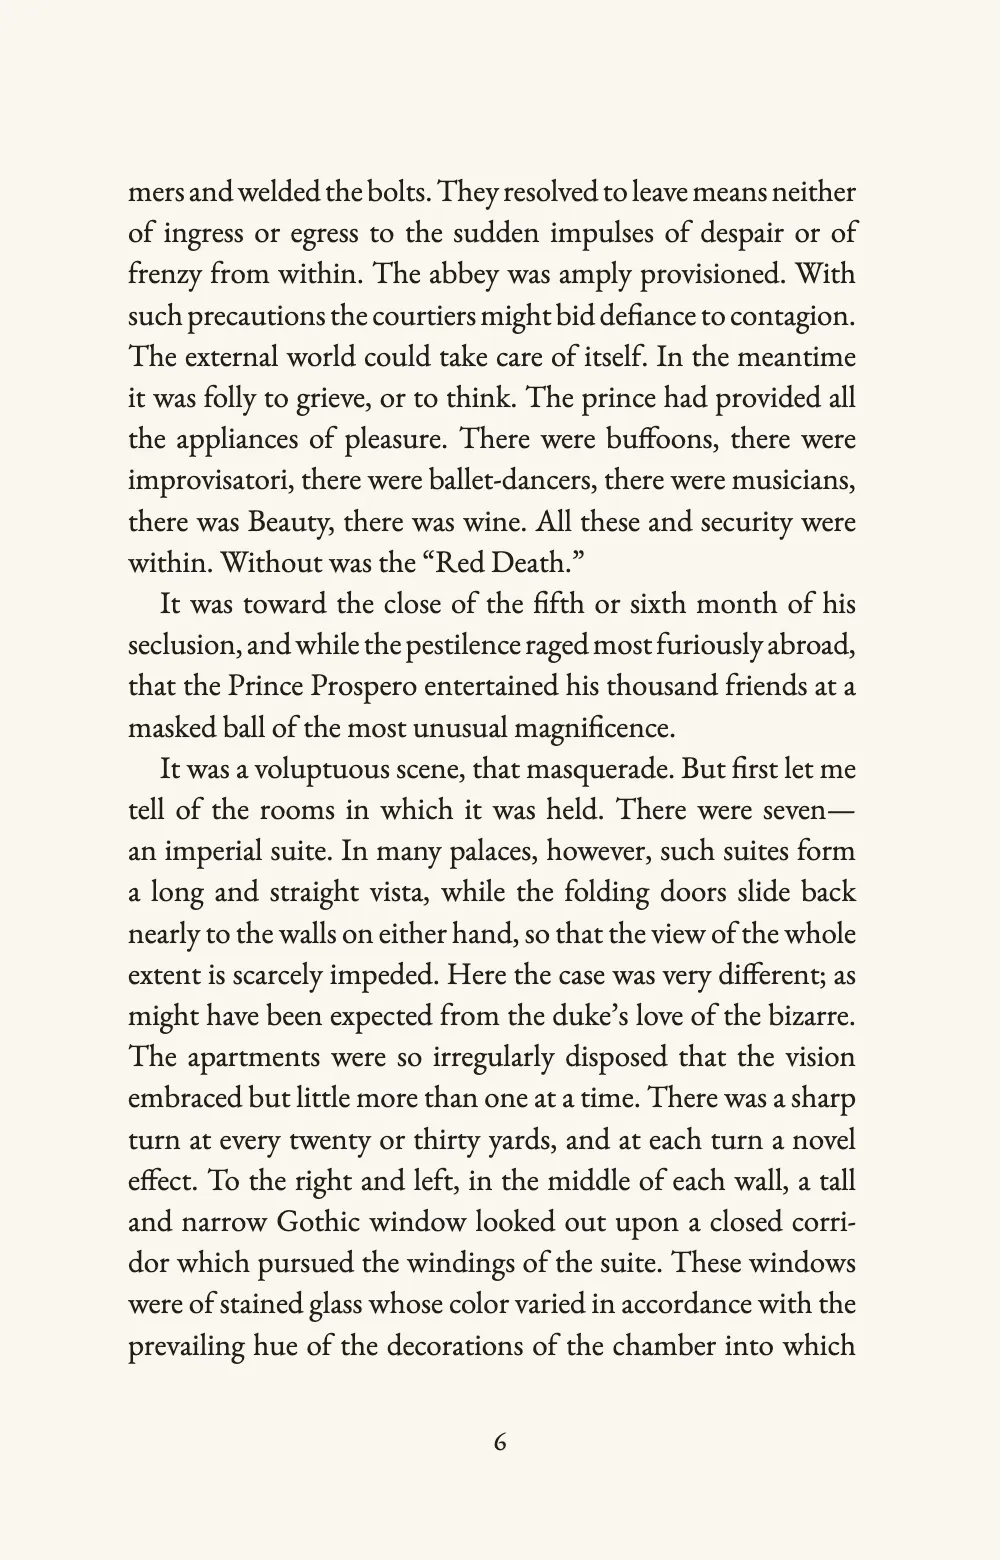 mers and welded the bolts. They resolved to leave means neither
of ingress or egress to the sudden impulses of despair or of
frenzy from within. The abbey was amply provisioned. With
such precautions the courtiers might bid defiance to contagion.
The external world could take care of itself. In the meantime
it was folly to grieve, or to think. The prince had provided all
the appliances of pleasure. There were buffoons, there were
improvisatori, there were ballet-dancers, there were musicians,
there was Beauty, there was wine. All these and security were
within. Without was the “Red Death.”
It was toward the close of the fifth or sixth month of his
seclusion, and while the pestilence raged most furiously abroad,
that the Prince Prospero entertained his thousand friends at a
masked ball of the most unusual magnificence.
It was a voluptuous scene, that masquerade. But first let me
tell of the rooms in which it was held. There were seven—
an imperial suite. In many palaces, however, such suites form
a long and straight vista, while the folding doors slide back
nearly to the walls on either hand, so that the view of the whole
extent is scarcely impeded. Here the case was very different; as
might have been expected from the duke’s love of the bizarre.
The apartments were so irregularly disposed that the vision
embraced but little more than one at a time. There was a sharp
turn at every twenty or thirty yards, and at each turn a novel
effect. To the right and left, in the middle of each wall, a tall
and narrow Gothic window looked out upon a closed corri-
dor which pursued the windings of the suite. These windows
were of stained glass whose color varied in accordance with the
prevailing hue of the decorations of the chamber into which
6